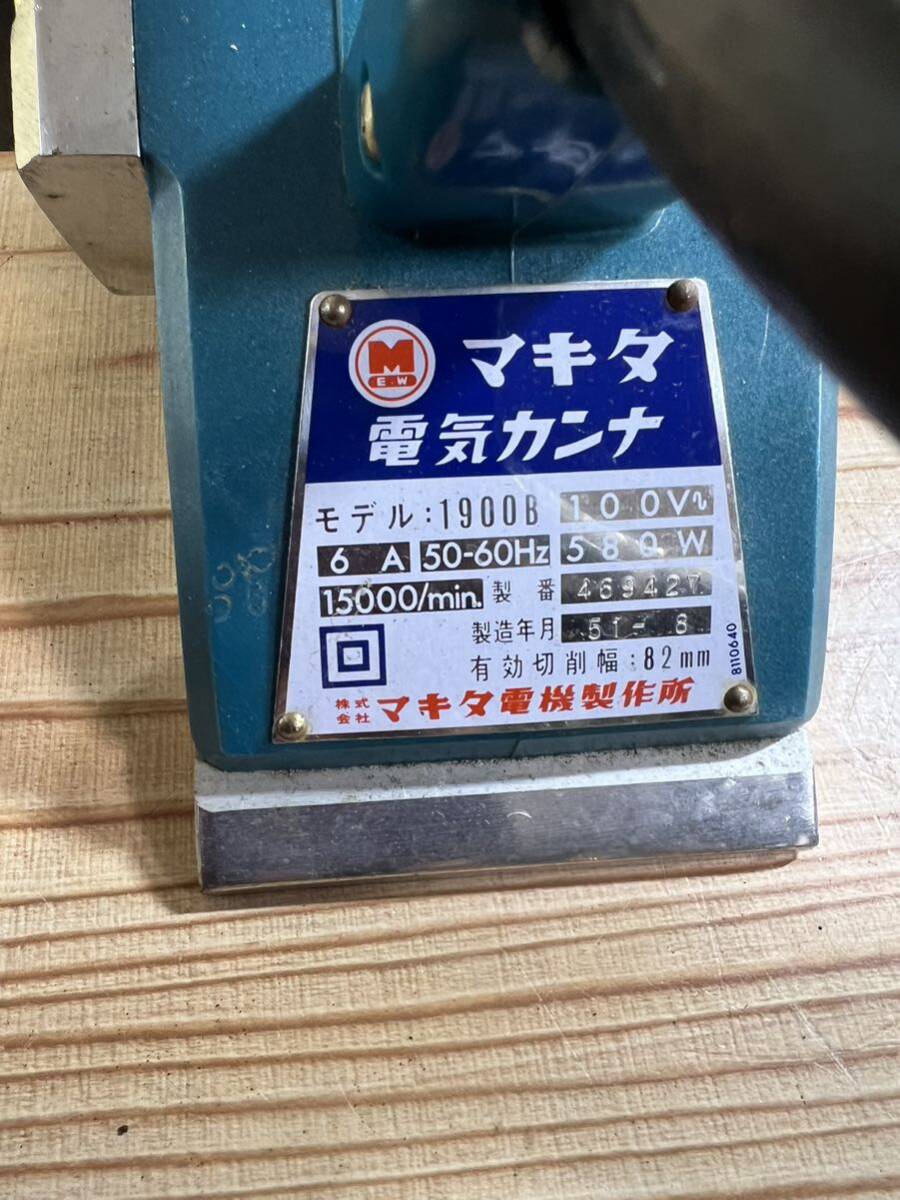 M
E.W
マキタ
電気カンナ
モデル:1900B 100V∿
6 A 50-60Hz 580W
15000/min. 製番 469427
製造年月 51-8
有効切削幅:82mm
株式会社 マキタ電機製作所
8110640